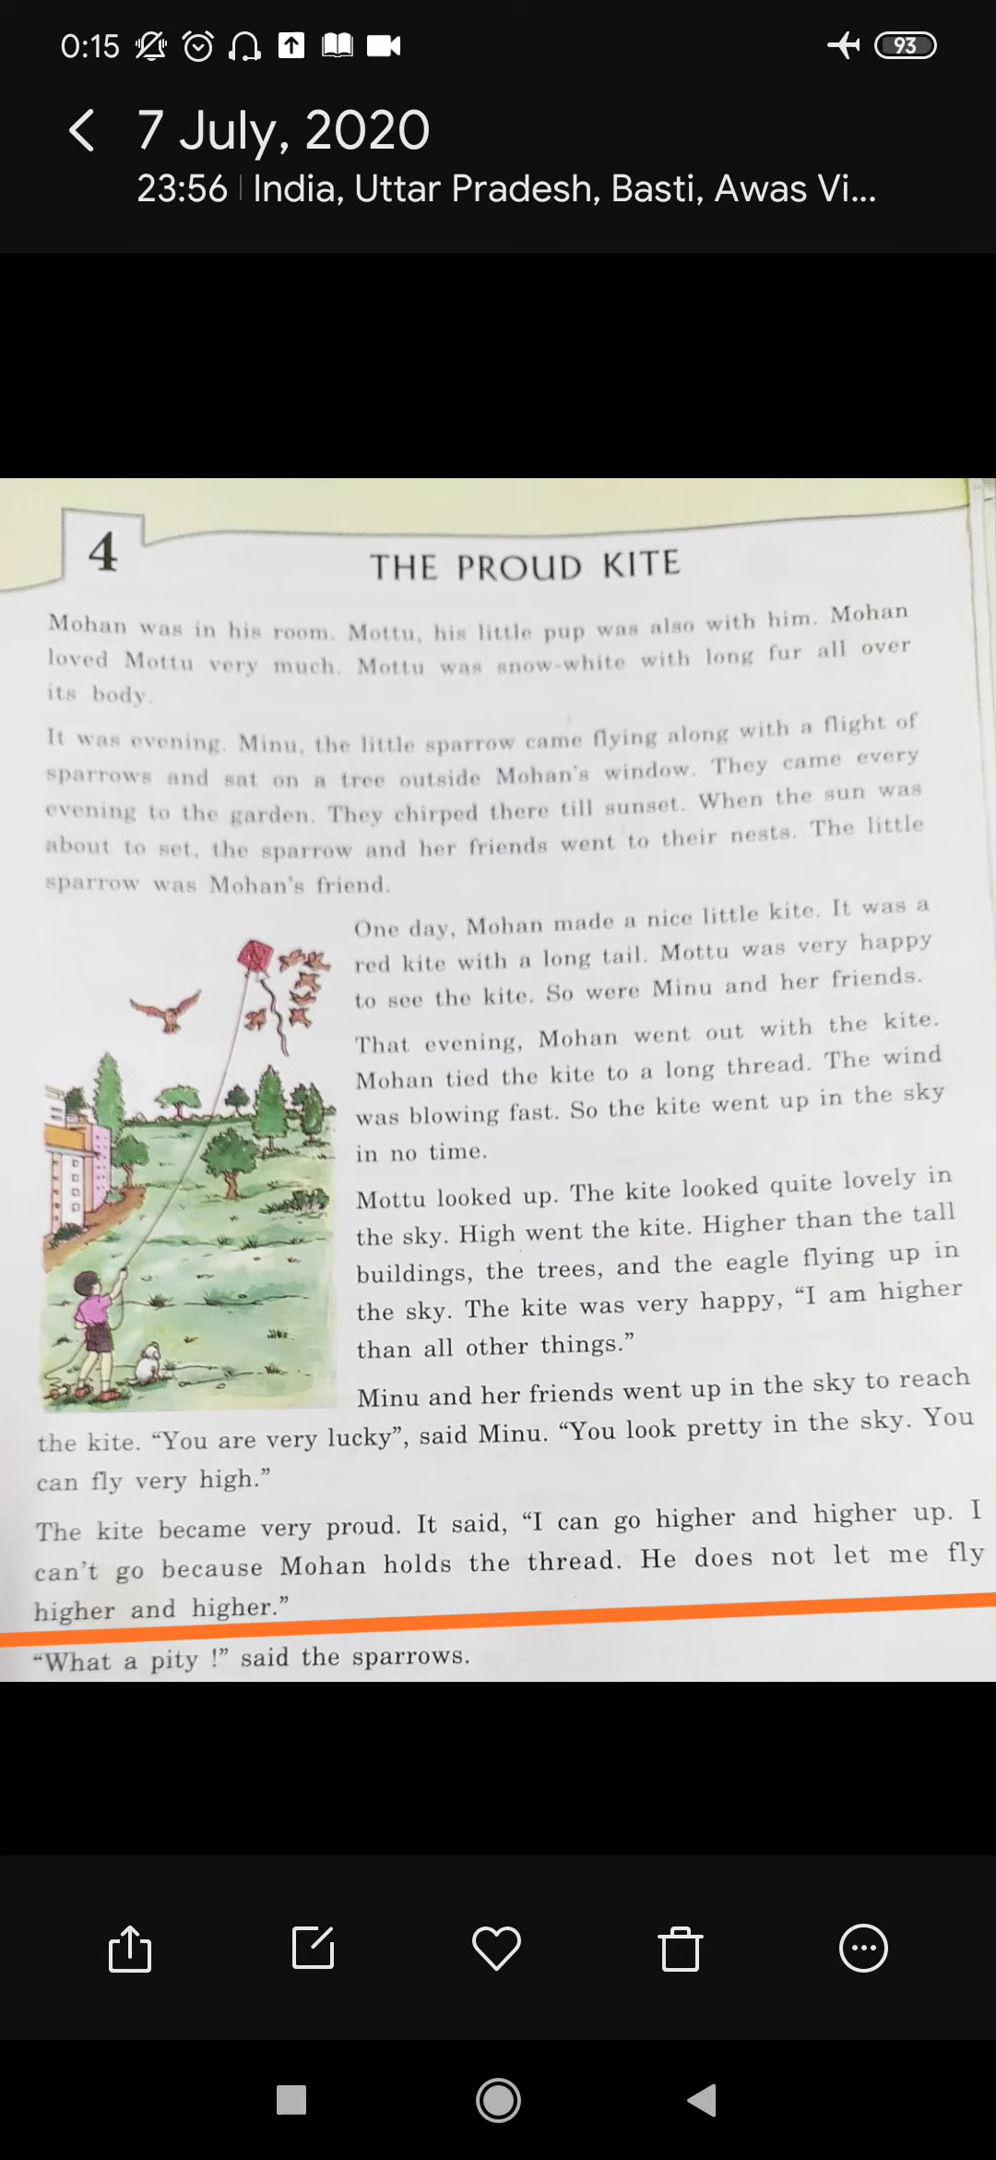 0:15
93
7 July, 2020
23:56 | India, Uttar Pradesh, Basti, Awas Vi...
4
THE PROUD KITE
Mohan was in his room. Mottu, his little pup was also with him. Mohan
loved Mottu very much. Mottu was snow-white with long fur all over
its body.
It was evening. Minu, the little sparrow came flying along with a flight of
sparrows and sat on a tree outside Mohan's window. They came every
evening to the garden. They chirped there till sunset. When the sun was
about to set, the sparrow and her friends went to their nests. The little
sparrow was Mohan's friend.
One day, Mohan made a nice little kite. It was a
red kite with a long tail. Mottu was very happy
to see the kite. So were Minu and her friends.
That evening, Mohan went out with the kite.
Mohan tied the kite to a long thread. The wind
was blowing fast. So the kite went up in the sky
in no time.
Mottu looked up. The kite looked quite lovely in
the sky. High went the kite. Higher than the tall
buildings, the trees, and the eagle flying up in
the sky. The kite was very happy, “I am higher
than all other things.”
Minu and her friends went up in the sky to reach
the kite. “You are very lucky”, said Minu. “You look pretty in the sky. You
can fly very high.”
The kite became very proud. It said, “I can go higher and higher up. I
can't go because Mohan holds the thread. He does not let me fly
higher and higher.”
“What a pity !” said the sparrows.